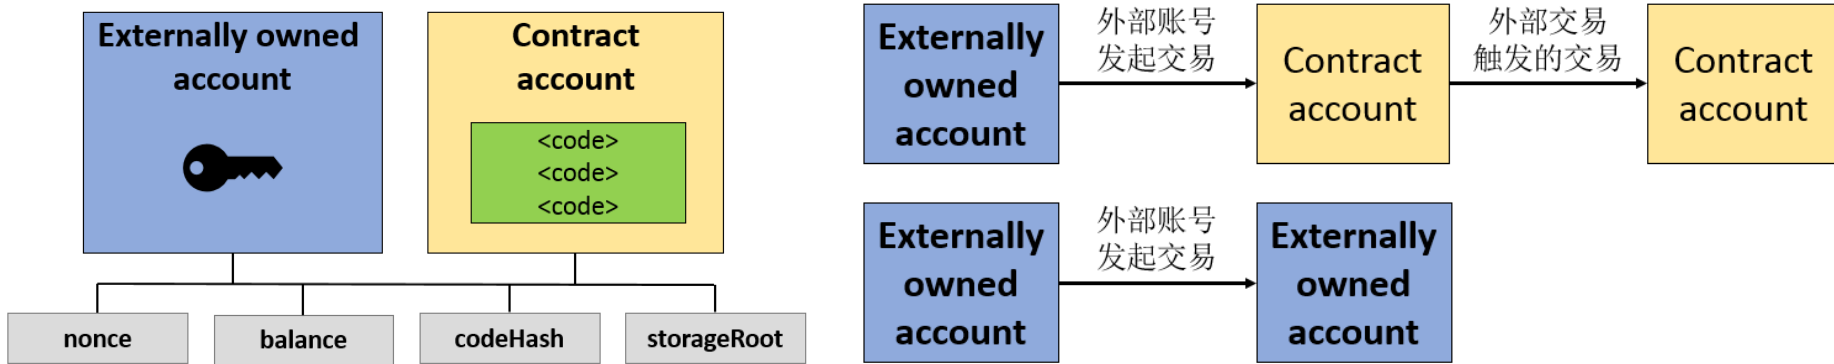 Externally owned
account
Contract
account
<code>
<code>
<code>
nonce
balance
codeHash
storageRoot
Externally
owned
account
外部账号
发起交易
Contract
account
外部交易
触发的交易
Contract
account
Externally
owned
account
外部账号
发起交易
Externally
owned
account